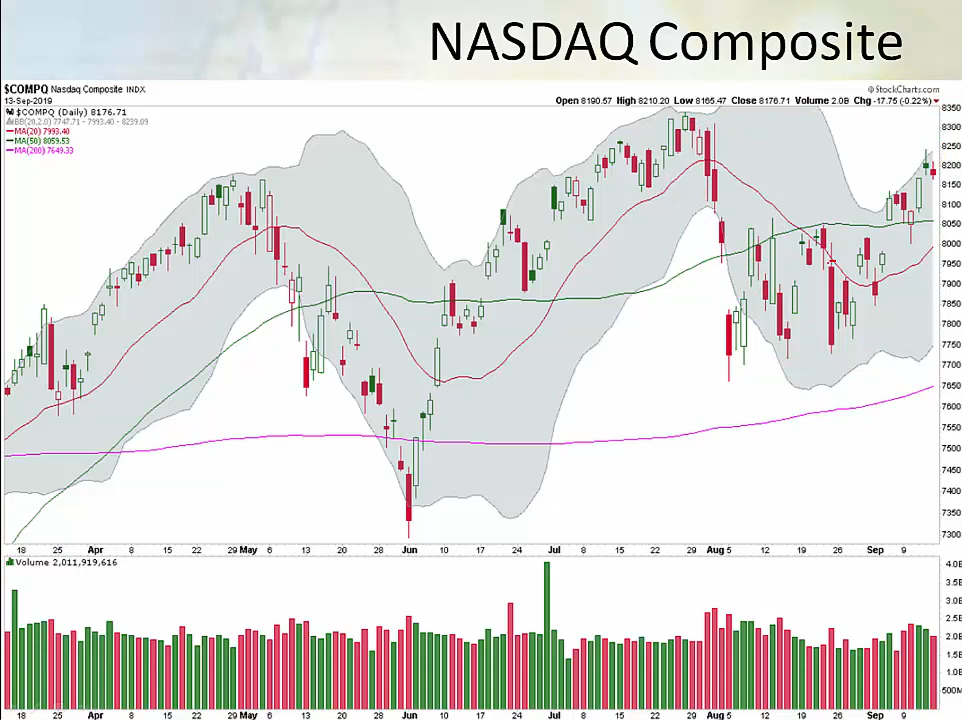 NASDAQ Composite
$COMPQ Nasdaq Composite INDX
© StockCharts.com
13-Sep-2019
Open 8190.57 High 8210.20 Low 8165.47 Close 8176.71 Volume 2.0B Chg -17.75 (-0.22%)
$COMPQ (Daily) 8176.71
BB(20,2.0) 7747.71 - 7993.40 - 8239.09
MA(20) 7993.40
MA(50) 8059.53
MA(200) 7649.33
8350
8300
8250
8200
8150
8100
8050
8000
7950
7900
7850
7800
7750
7700
7650
7600
7550
7500
7450
7400
7350
7300
18 25 Apr 8 15 22 29 May 6 13 20 28 Jun 10 17 24 Jul 8 15 22 29 Aug 5 12 19 26 Sep 9
Volume 2,011,919,616
4.0B
3.5B
3.0B
2.5B
2.0B
1.5B
1.0B
500M
18 25 Apr 8 15 22 29 May 6 13 20 28 Jun 10 17 24 Jul 8 15 22 29 Aug 5 12 19 26 Sep 9